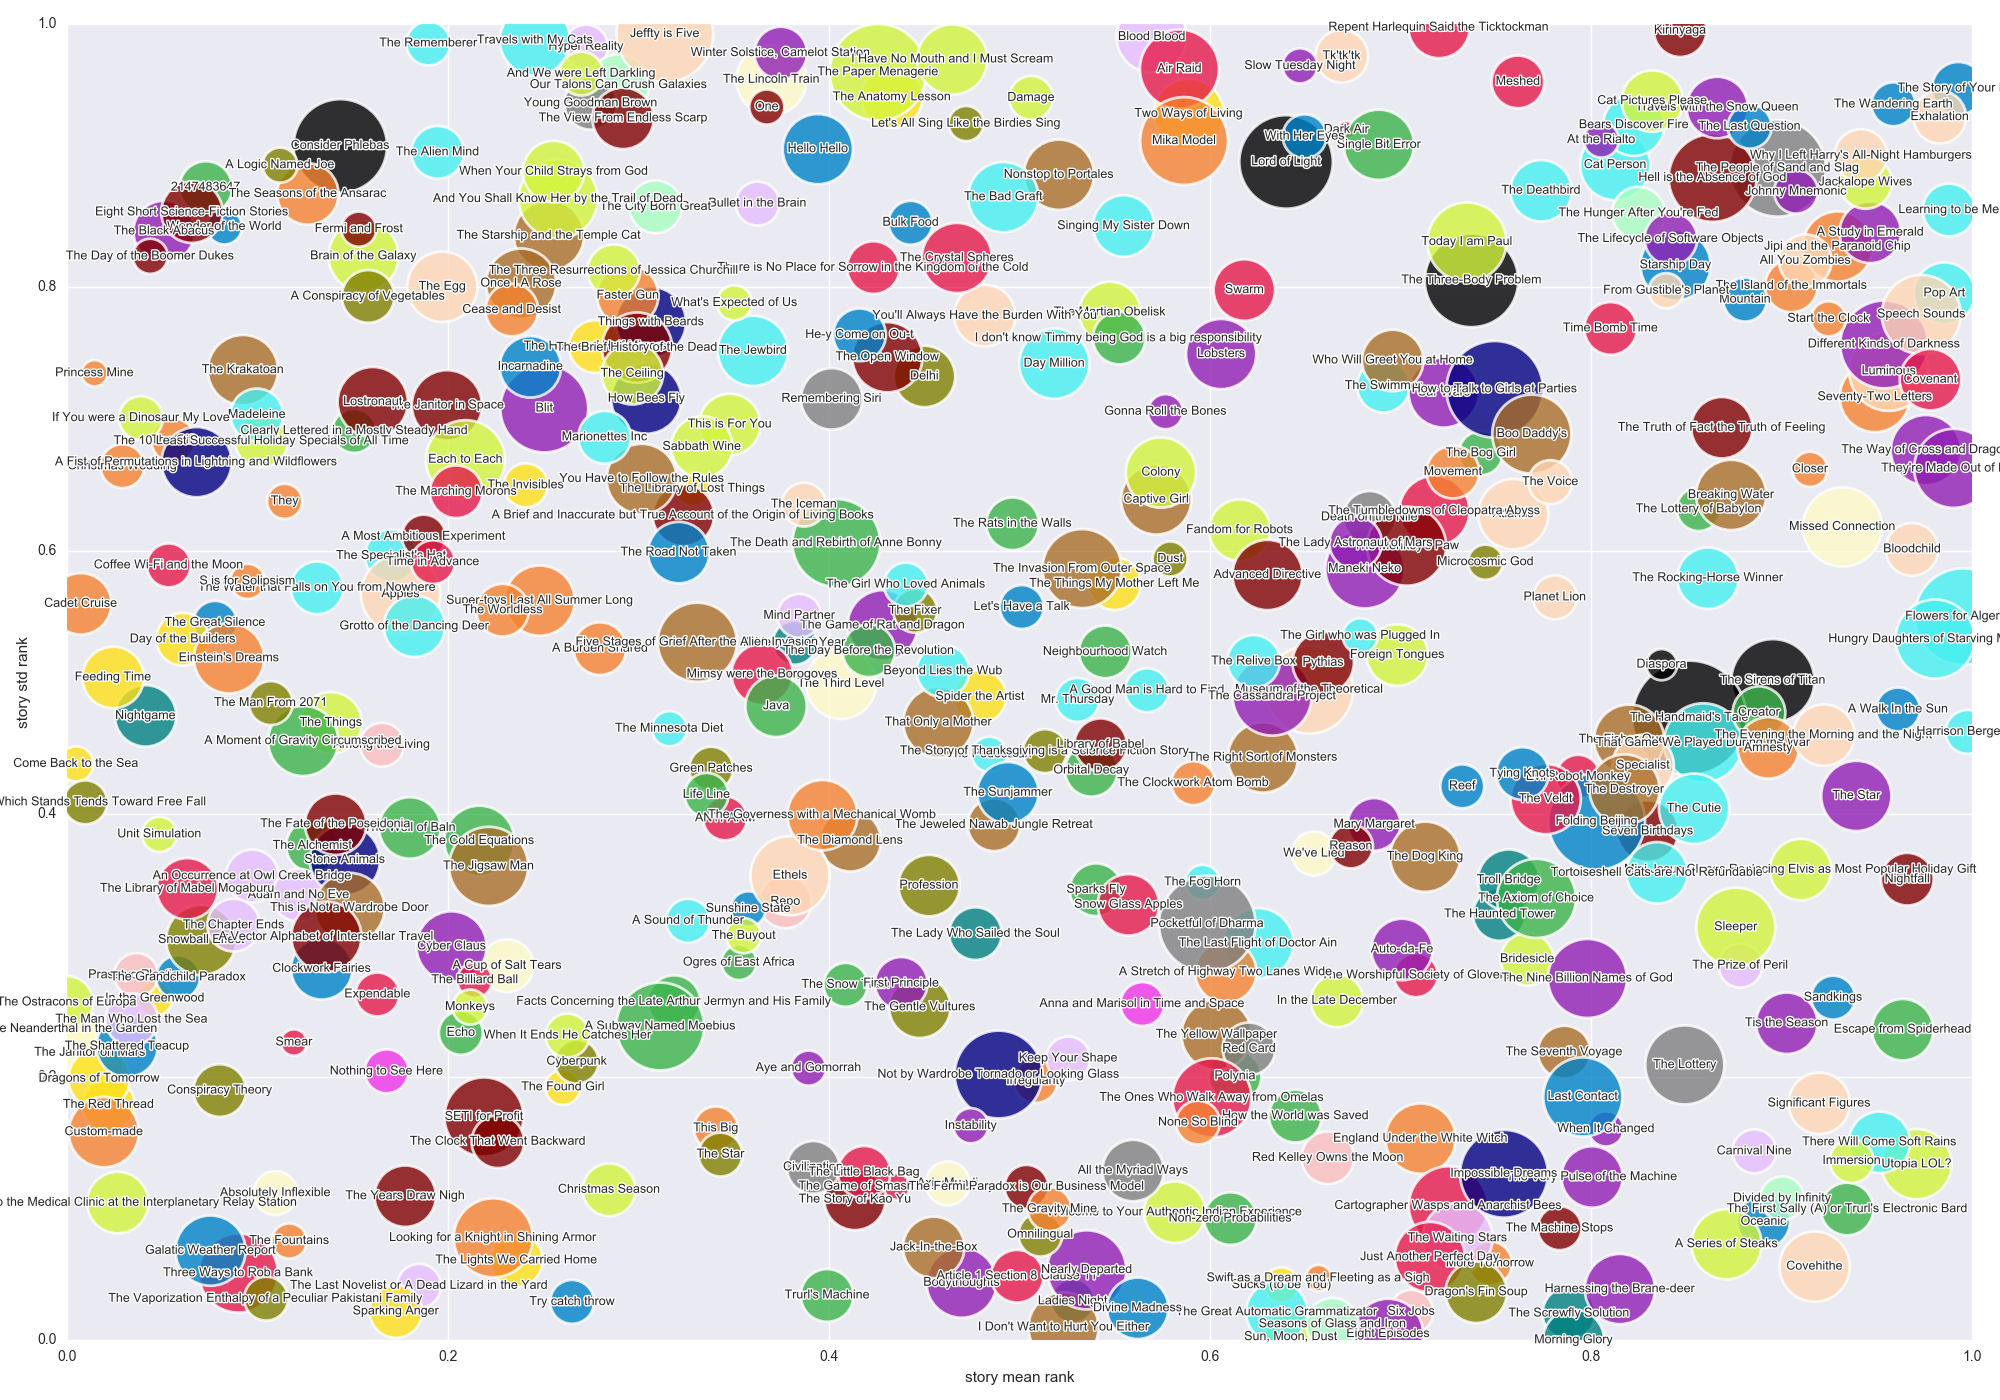 1.0
Repent Harlequin Said the Ticktockman
Kirinyaga
The Rememberer
Travels with My Cats
Hyper Reality
Jeffty is Five
Blood Blood
Winter Solstice, Camelot Station
I Have No Mouth and I Must Scream
Slow Tuesday Night
Tk'tk'tk
Air Raid
Meshed
And We were Left Darkling
Our Talons Can Crush Galaxies
The Lincoln Train
The Paper Menagerie
The Anatomy Lesson
Damage
Cat Pictures Please
Travels with the Snow Queen
The Story of Your
The Wandering Earth
Exhalation
Young Goodman Brown
The View From Endless Scarp
One
Let's All Sing Like the Birdies Sing
Two Ways of Living
Mika Model
With Her Eyes
Dark Air
Single Bit Error
Bears Discover Fire
The Last Question
At the Rialto
Consider Phlebas
The Alien Mind
Hello Hello
Lord of Light
Cat Person
Why I Left Harry's All-Night Hamburgers
The People of Sand and Slag
Hell is the Absence of God
A Logic Named Joe
2147483647
The Seasons of the Ansarac
When Your Child Strays from God
Nonstop to Portales
The Deathbird
Johnny Mnemonic
Jackalope Wives
And You Shall Know Her by the Trail of Dead
The City Born Great
Bullet in the Brain
The Bad Graft
Eight Short Science-Fiction Stories
Wonder of the World
The Black Abacus
Fermi and Frost
Bulk Food
Singing My Sister Down
The Hunger After You're Fed
Learning to be Me
The Starship and the Temple Cat
Today I am Paul
The Lifecycle of Software Objects
A Study in Emerald
Jipi and the Paranoid Chip
The Day of the Boomer Dukes
Brain of the Galaxy
The Crystal Spheres
There is No Place for Sorrow in the Kingdom of the Cold
Starship Day
All You Zombies
The Three Resurrections of Jessica Churchill
Once I A Rose
The Egg
A Conspiracy of Vegetables
Faster Gun
Swarm
The Three-Body Problem
From Gustible's Planet
The Island of the Immortals
Mountain
Pop Art
0.8
Cease and Desist
What's Expected of Us
You'll Always Have the Burden With You
The Martian Obelisk
Start the Clock
Speech Sounds
Things with Beards
He-y Come on Ou-t
I don't know Timmy being God is a big responsibility
Time Bomb Time
The Brief History of the Dead
The Jewbird
The Open Window
Lobsters
Different Kinds of Darkness
Princess Mine
The Krakatoan
Incarnadine
The Ceiling
Delhi
Day Million
Who Will Greet You at Home
The Swimmer
How to Talk to Girls at Parties
Luminous
Covenant
Lostronaut
The Janitor in Space
Blit
How Bees Fly
Remembering Siri
Gonna Roll the Bones
Seventy-Two Letters
If You were a Dinosaur My Love
Madeleine
Clearly Lettered in a Mostly Steady Hand
The 10 Least Successful Holiday Specials of All Time
Marionettes Inc
This is For You
Sabbath Wine
Boo Daddy's
The Truth of Fact the Truth of Feeling
A Fist of Permutations in Lightning and Wildflowers
Christmas Wedding
Each to Each
Colony
The Bog Girl
The Way of Cross and Drago
They're Made Out of
Movement
Closer
The Marching Morons
The Invisibles
You Have to Follow the Rules
The Library of Lost Things
Captive Girl
The Voice
Breaking Water
They
The Iceman
The Lottery of Babylon
A Brief and Inaccurate but True Account of the Origin of Living Books
The Rats in the Walls
Fandom for Robots
The Tumbledowns of Cleopatra Abyss
Death on the Nile
Missed Connection
A Most Ambitious Experiment
The Death and Rebirth of Anne Bonny
The Lady Astronaut of Mars
The Monkey's Paw
Bloodchild
The Specialist's Hat
Time in Advance
The Road Not Taken
Coffee Wi-Fi and the Moon
The Invasion From Outer Space
Dust
Maneki Neko
Microcosmic God
Advanced Directive
The Rocking-Horse Winner
0.6
S is for Solipsism
The Water that Falls on You from Nowhere
Apples
The Girl Who Loved Animals
The Things My Mother Left Me
Planet Lion
Cadet Cruise
Super-toys Last All Summer Long
The Worldless
Mind Partner
The Fixer
Let's Have a Talk
Flowers for Alger
The Great Silence
Grotto of the Dancing Deer
The Game of Rat and Dragon
Day of the Builders
Einstein's Dreams
A Burden Shared
Five Stages of Grief After the Alien Invasion
The Day Before the Revolution
Neighbourhood Watch
The Girl who was Plugged In
Foreign Tongues
Hungry Daughters of Starving M
The Relive Box
Pythias
Diaspora
Feeding Time
Mimsy were the Borogoves
The Third Level
Beyond Lies the Wub
The Sirens of Titan
The Man From 2071
Java
Spider the Artist
Mr. Thursday
A Good Man is Hard to Find
Museum of the Theoretical
The Cassandra Project
Creator
A Walk In the Sun
Nightgame
The Things
That Only a Mother
The Handmaid's Tale
Harrison Berge
The Minnesota Diet
A Moment of Gravity Circumscribed
Among the Living
Library of Babel
That Game We Played During the War
The Evening the Morning and the Night
Amnesty
The Story of Thanksgiving is a Science Fiction Story
The Right Sort of Monsters
Come Back to the Sea
Green Patches
Orbital Decay
Specialist
Tying Knots
Robot Monkey
Life Line
The Sunjammer
The Clockwork Atom Bomb
Reef
The Veldt
The Destroyer
The Star
Which Stands Tends Toward Free Fall
The Cutie
0.4
The Fate of the Poseidonia
The Governess with a Mechanical Womb
The Jeweled Nawab Jungle Retreat
Mary Margaret
Folding Beijing
Seven Birthdays
Unit Simulation
The Alchemist
The Cold Equations
The Diamond Lens
We've Lied
Reason
Stone Animals
The Jigsaw Man
The Dog King
An Occurrence at Owl Creek Bridge
Ethels
Profession
The Fog Horn
Troll Bridge
Tortoiseshell Cats are Not Refundable
Replacing Elvis as Most Popular Holiday Gift
Nightfall
The Library of Mabel Mogaburu
Adam and No Eve
This is Not a Wardrobe Door
Repo
Sparks Fly
Snow Glass Apples
The Axiom of Choice
Sunshine State
The Chapter Ends
A Sound of Thunder
Pocketful of Dharma
The Haunted Tower
A Vector Alphabet of Interstellar Travel
Snowball Effect
Cyber Claus
The Buyout
The Lady Who Sailed the Soul
The Last Flight of Doctor Ain
Auto-da-Fe
Sleeper
Bridesicle
Clockwork Fairies
A Cup of Salt Tears
Ogres of East Africa
The Prize of Peril
The Grandchild Paradox
The Billiard Ball
A Stretch of Highway Two Lanes Wide
The Worshipful Society of Glovers
The Nine Billion Names of God
Expendable
The Snow
First Principle
The Ostracons of Europa
In the Greenwood
Monkeys
Facts Concerning the Late Arthur Jermyn and His Family
The Gentle Vultures
Anna and Marisol in Time and Space
In the Late December
Sandkings
The Man Who Lost the Sea
Neanderthal in the Garden
Echo
When It Ends He Catches Her
A Subway Named Moebius
The Yellow Wallpaper
Tis the Season
Escape from Spiderhead
The Shattered Teacup
Smear
Red Card
The Janitor on Mars
The Seventh Voyage
Keep Your Shape
Cyberpunk
Nothing to See Here
Aye and Gomorrah
Not by Wardrobe Tornado or Looking Glass
Irregularity
Polynia
The Lottery
Dragons of Tomorrow
Conspiracy Theory
The Found Girl
The Ones Who Walk Away from Omelas
Last Contact
The Red Thread
SETI for Profit
How the World was Saved
Significant Figures
Custom-made
The Clock That Went Backward
This Big
Instability
None So Blind
England Under the White Witch
When It Changed
The Star
Red Kelley Owns the Moon
Carnival Nine
There Will Come Soft Rains
Immersion
Utopia LOL?
Civilization
The Little Black Bag
All the Myriad Ways
Impossible Dreams
The Very Pulse of the Machine
Christmas Season
Absolutely Inflexible
The Years Draw Nigh
The Fermi Paradox is Our Business Model
The Story of Kao Yu
Cartographer Wasps and Anarchist Bees
Divided by Infinity
to the Medical Clinic at the Interplanetary Relay Station
The Gravity Mine
Welcome to Your Authentic Indian Experience
Non-zero Probabilities
The First Sally (A) or Trurl's Electronic Bard
Oceanic
The Machine Stops
Looking for a Knight in Shining Armor
The Fountains
Galatic Weather Report
Omnilingual
Jack-In-the-Box
The Waiting Stars
A Series of Steaks
The Lights We Carried Home
Just Another Perfect Day
More Tomorrow
Covehithe
Three Ways to Rob a Bank
Nearly Departed
Article 1 Section 8 Clause 11
Bodythoughts
Swift as a Dream and Fleeting as a Sigh
Sucks (to be You)
Dragon's Fin Soup
Harnessing the Brane-deer
The Last Novelist or A Dead Lizard in the Yard
The Vaporization Enthalpy of a Peculiar Pakistani Family
Try catch throw
Trurl's Machine
Ladies Night
Divine Madness
The Great Automatic Grammatizator
Six Jobs
The Screwfly Solution
Sparking Anger
I Don't Want to Hurt You Either
Seasons of Glass and Iron
Sun, Moon, Dust
Eight Episodes
Morning Glory
0.0
0.0
0.2
0.4
0.6
0.8
1.0
story mean rank
story std rank